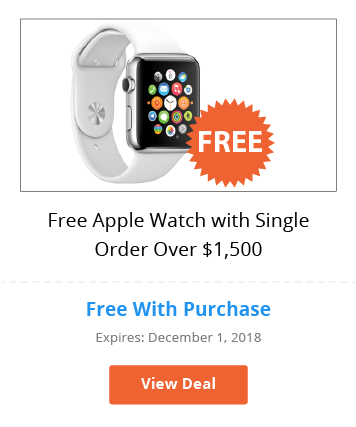 FREE
Free Apple Watch with Single
Order Over $1,500
Free With Purchase
Expires: December 1, 2018
View Deal